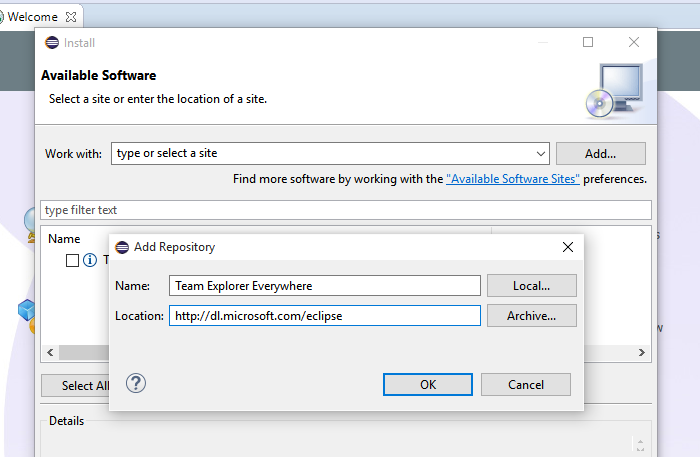 Welcome
Install
Available Software
Select a site or enter the location of a site.
Work with: type or select a site Add...
Find more software by working with the "Available Software Sites" preferences.
type filter text
Name
Add Repository
Name: Team Explorer Everywhere Local...
Location: http://dl.microsoft.com/eclipse Archive...
Select All
? OK Cancel
Details